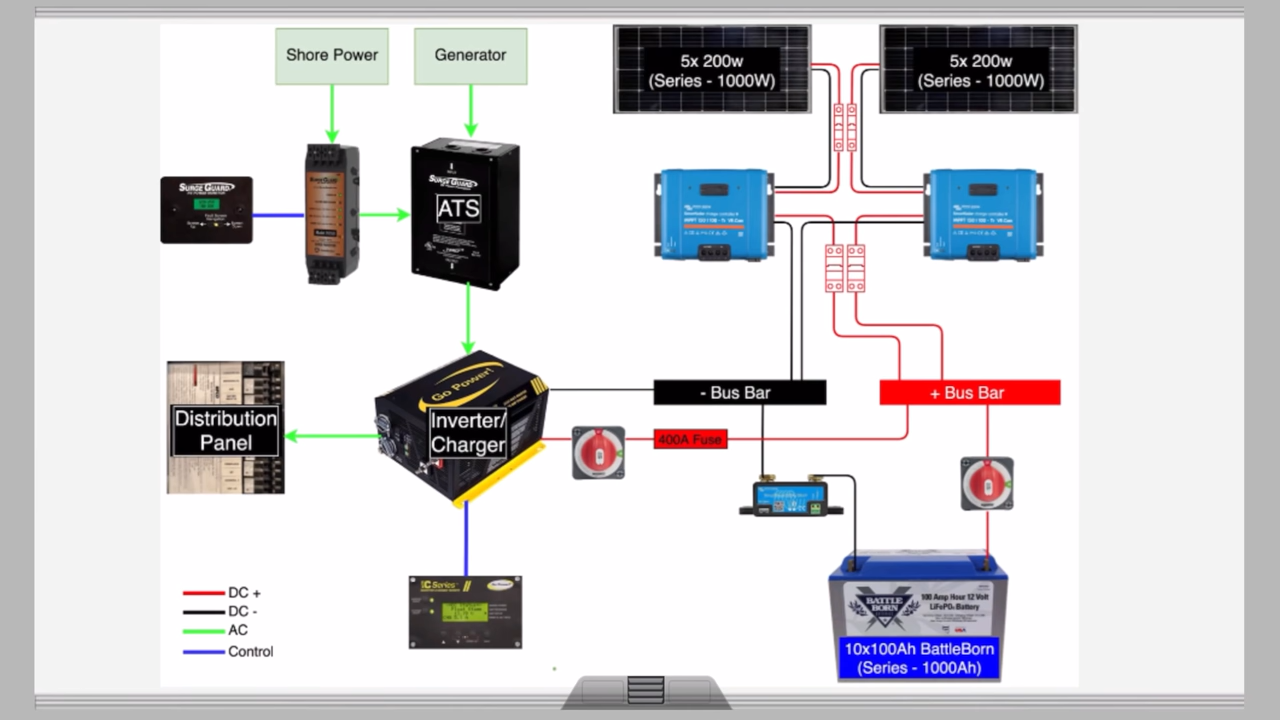 Shore Power
Generator
5x 200w
(Series - 1000W)
5x 200w
(Series - 1000W)
SURGE GUARD
SURGE GUARD
ATS
- Bus Bar
+ Bus Bar
Go Power!
Distribution
Panel
Inverter/
Charger
400A Fuse
BATTLE
BORN
100 Amp Hour 12 Volt
LiFePO₄ Battery
10x100Ah BattleBorn
(Series - 1000Ah)
DC +
DC -
AC
Control